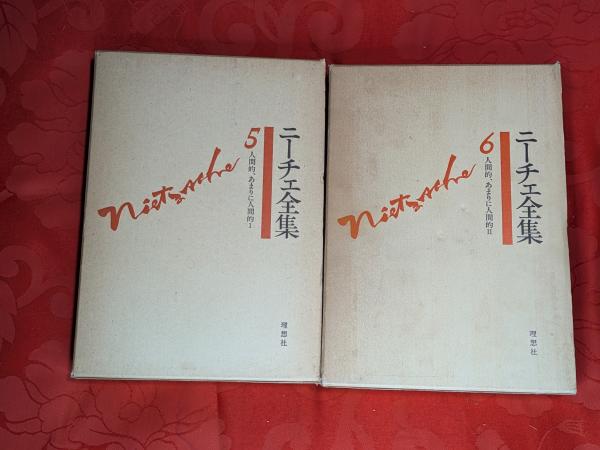 ニーチェ全集
5
人間的、あまりに人間的 I
Nietzsche
理想社
ニーチェ全集
6
人間的、あまりに人間的 II
Nietzsche
理想社